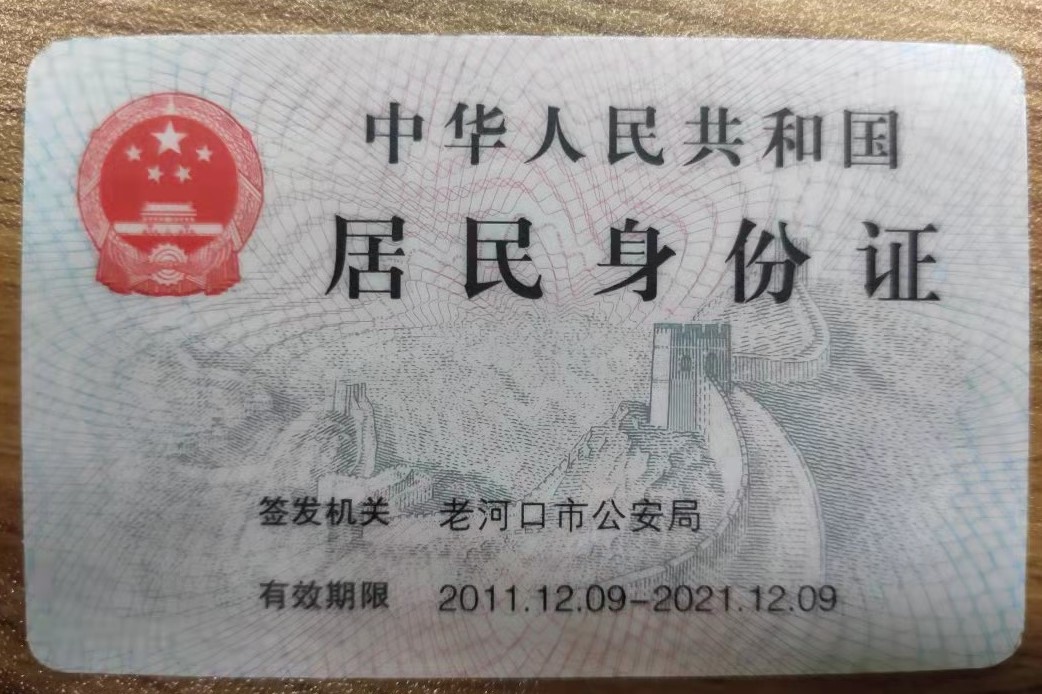 中华人民共和国
居民身份证
签发机关 老河口市公安局
有效期限 2011.12.09-2021.12.09